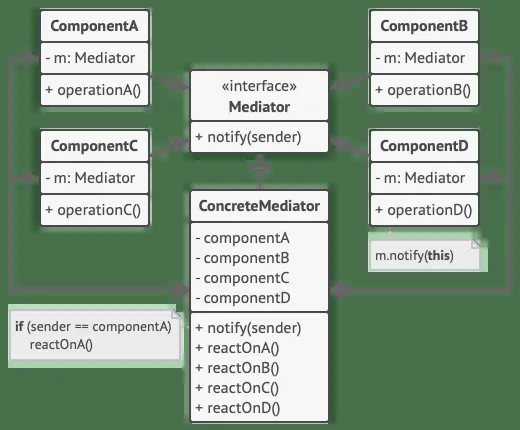 ComponentA
- m: Mediator
+ operationA()
ComponentB
- m: Mediator
+ operationB()
«interface»
Mediator
+ notify(sender)
ComponentC
- m: Mediator
+ operationC()
ComponentD
- m: Mediator
+ operationD()
m.notify(this)
ConcreteMediator
- componentA
- componentB
- componentC
- componentD
+ notify(sender)
+ reactOnA()
+ reactOnB()
+ reactOnC()
+ reactOnD()
if (sender == componentA)
reactOnA()